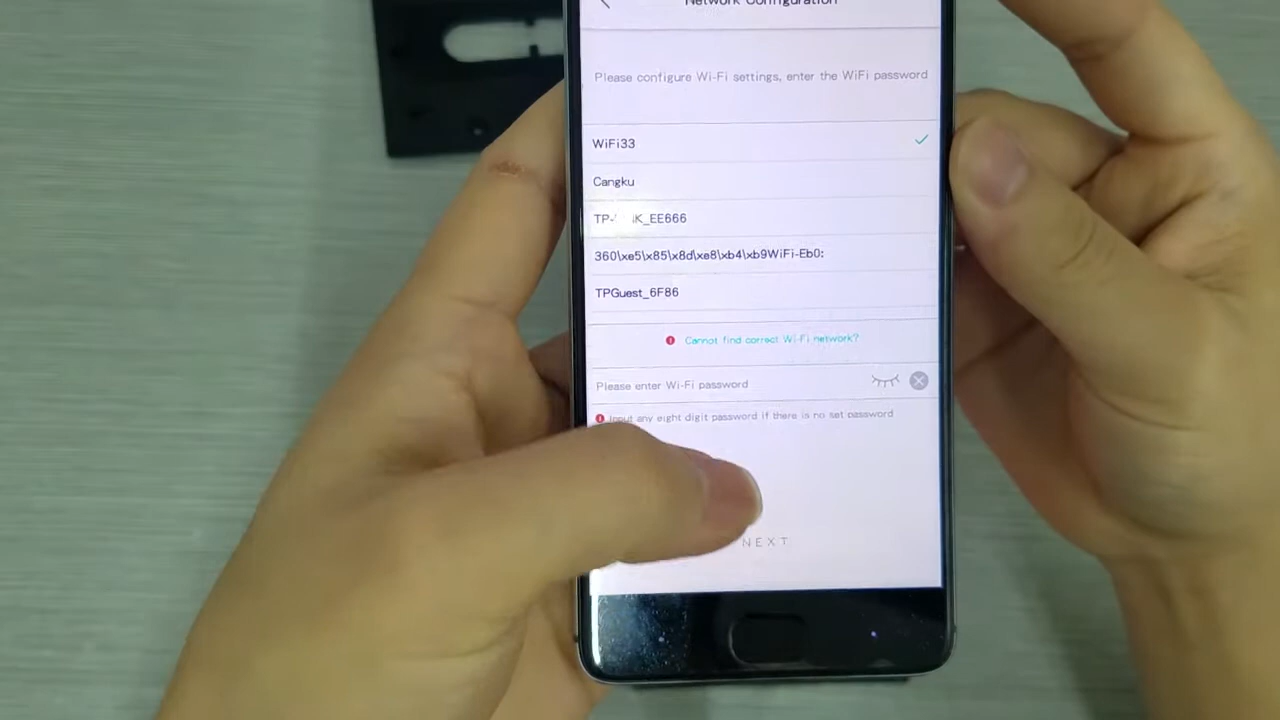 Network Configuration
Please configure Wi-Fi settings, enter the WiFi password
WiFi33
Cangku
TP- K_EE666
360\xe5\x85\x8d\xe8\xb4\xb9WiFi-Eb0:
TPGuest_6F86
Cannot find correct Wi-Fi network?
Please enter Wi-Fi password
Input any eight digit password if there is no set password
NEXT